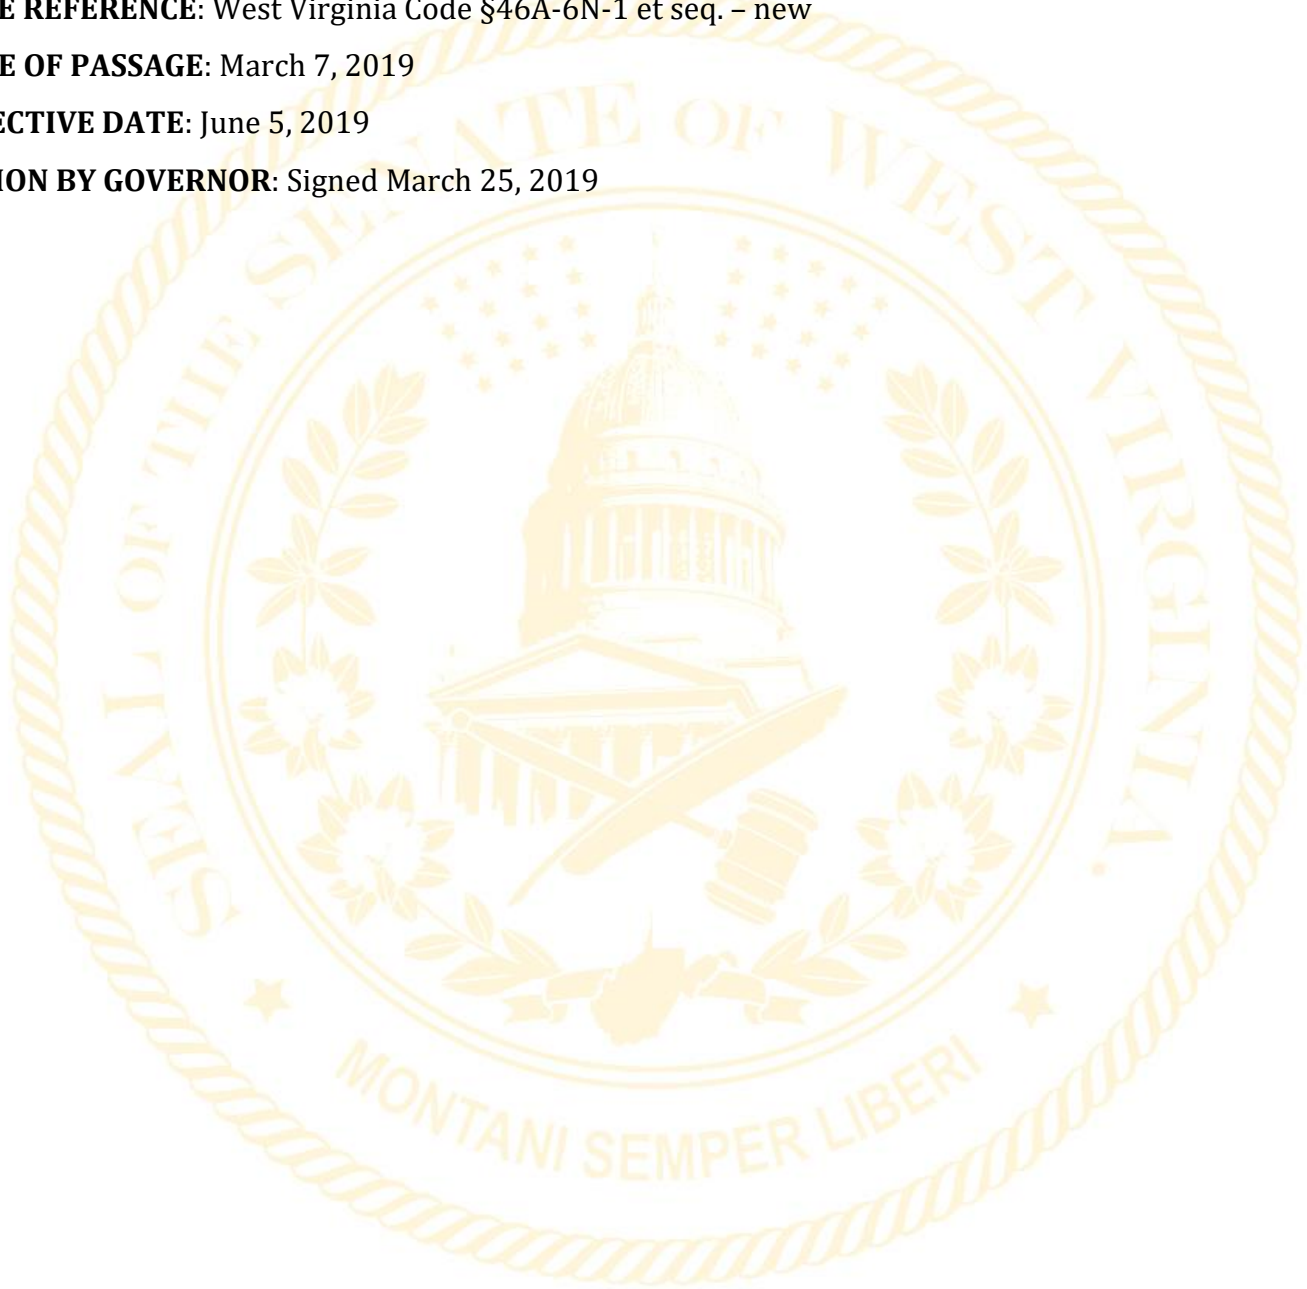 E REFERENCE: West Virginia Code §46A-6N-1 et seq. – new
E OF PASSAGE: March 7, 2019
ECTIVE DATE: June 5, 2019
ION BY GOVERNOR: Signed March 25, 2019
SEAL OF THE SENATE OF WEST VIRGINIA.
MONTANI SEMPER LIBERI